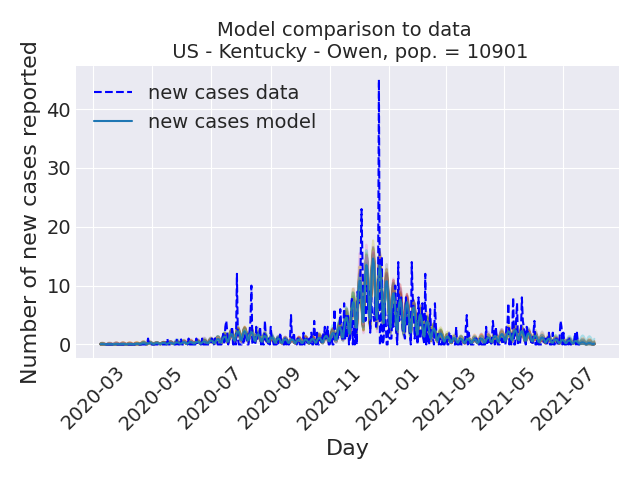 Model comparison to data
US - Kentucky - Owen, pop. = 10901
Number of new cases reported
new cases data
new cases model
40
30
20
10
0
2020-03
2020-05
2020-07
2020-09
2020-11
2021-01
2021-03
2021-05
2021-07
Day